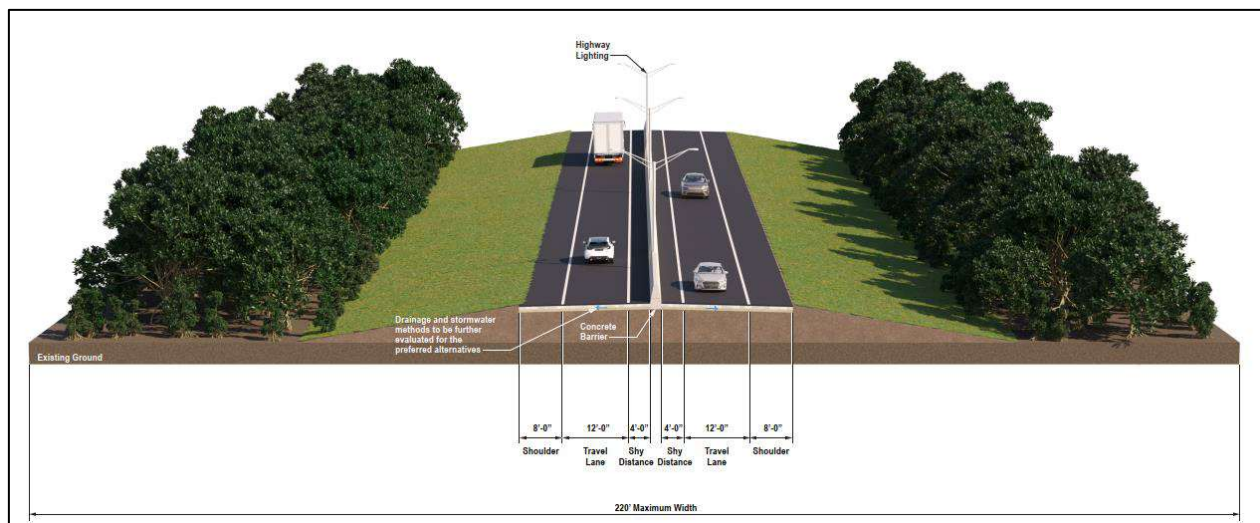 Highway
Lighting
Drainage and stormwater
methods to be further
evaluated for the
preferred alternatives
Concrete
Barrier
Existing Ground
8'-0" 12'-0" 4'-0" 4'-0" 12'-0" 8'-0"
Shoulder Travel Shy Shy Travel Shoulder
Lane Distance Distance Lane
220' Maximum Width